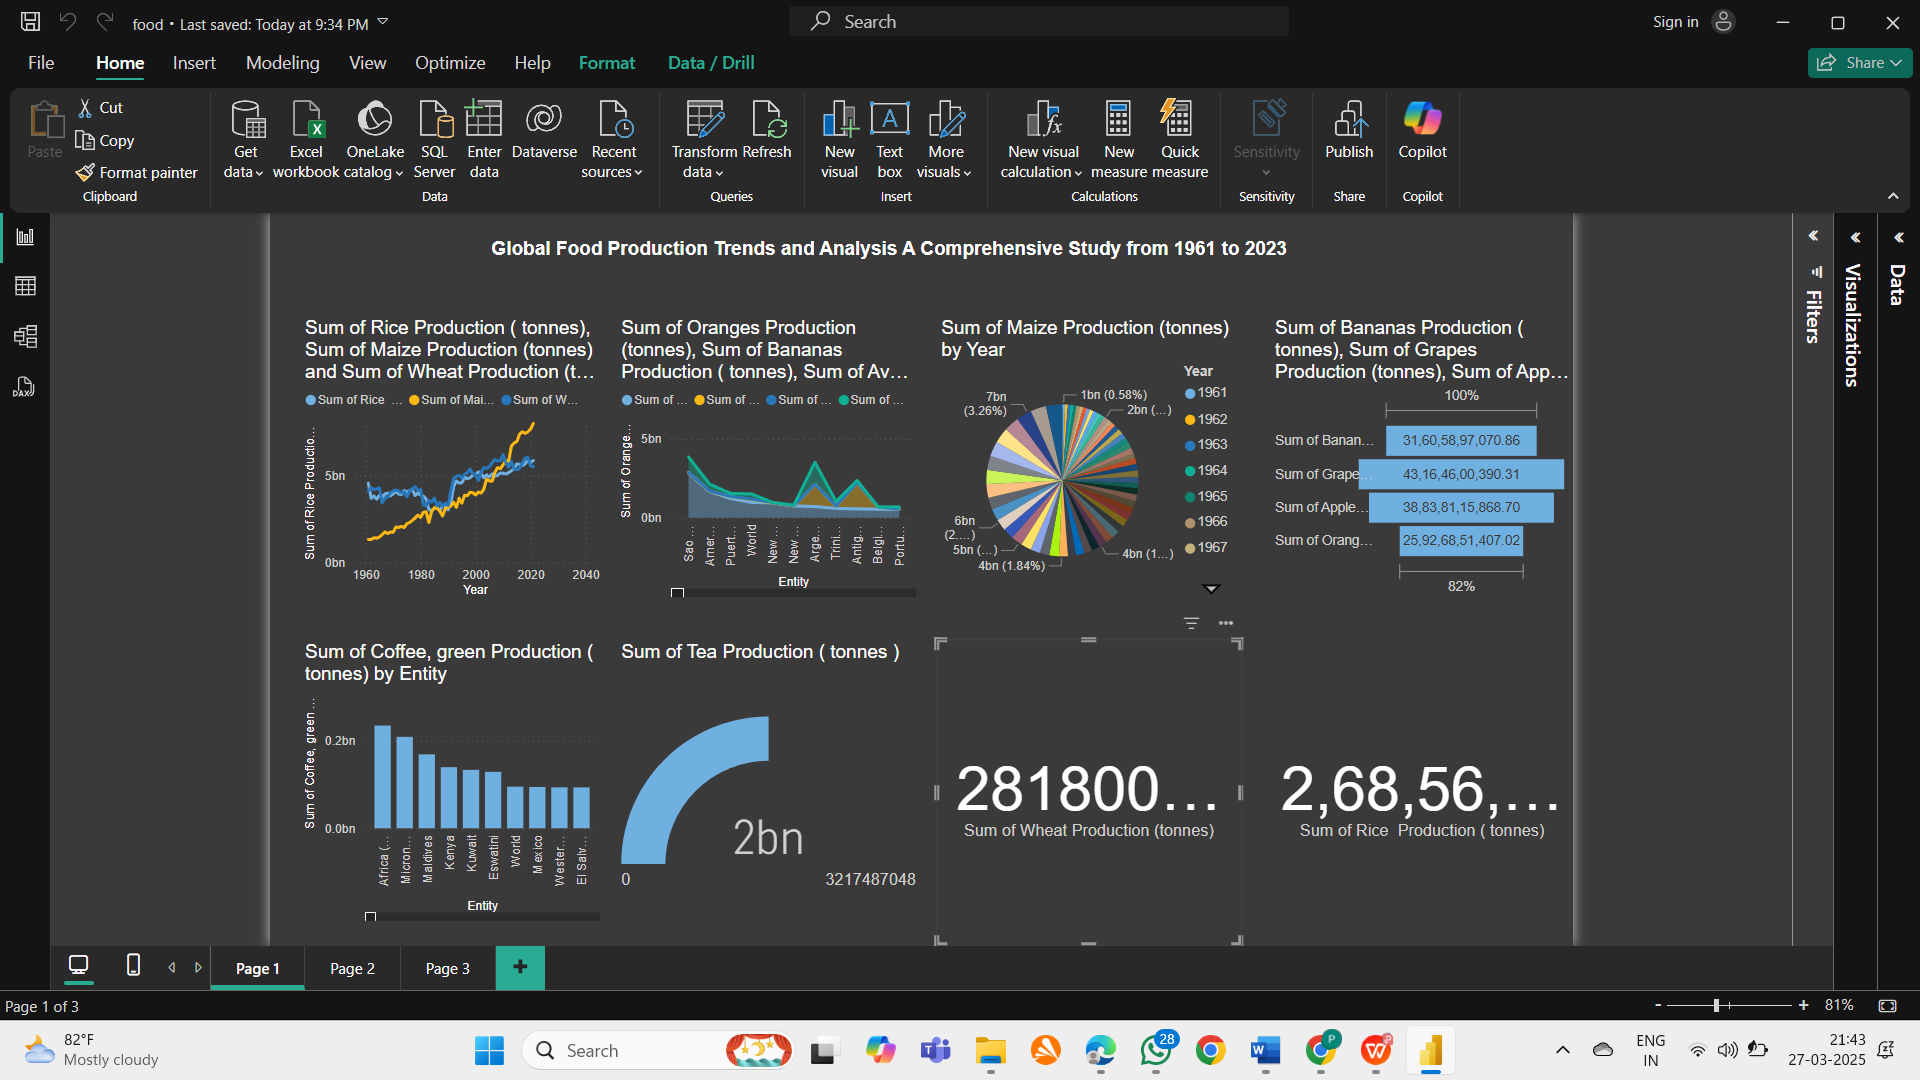 food • Last saved: Today at 9:34 PM
Search
Sign in
File
Home
Insert
Modeling
View
Optimize
Help
Format
Data / Drill
Share
Paste
Cut
Copy
Format painter
Clipboard
Get data
Excel workbook
OneLake catalog
SQL Server
Enter data
Dataverse
Recent sources
Data
Transform data
Refresh
Queries
New visual
Text box
More visuals
Insert
New visual calculation
New measure
Quick measure
Calculations
Sensitivity
Sensitivity
Publish
Share
Copilot
Copilot
DAX
Filters
Visualizations
Data
Global Food Production Trends and Analysis A Comprehensive Study from 1961 to 2023
Sum of Rice Production ( tonnes),
Sum of Maize Production (tonnes)
and Sum of Wheat Production (t...
Sum of Rice ...
Sum of Mai...
Sum of W...
Sum of Rice Productio...
5bn
0bn
1960 1980 2000 2020 2040
Year
Sum of Oranges Production
(tonnes), Sum of Bananas
Production ( tonnes), Sum of Av...
Sum of ...
Sum of ...
Sum of ...
Sum of ...
Sum of Orange...
5bn
0bn
Sao ...
Amer...
Puert...
World
New ...
New ...
Arge...
Trini...
Antig...
Belgi...
Portu...
Entity
Sum of Maize Production (tonnes)
by Year
7bn
(3.26%)
1bn (0.58%)
2bn (...)
6bn
(2....)
5bn (...)
4bn (1.84%)
4bn (1...)
Year
1961
1962
1963
1964
1965
1966
1967
Sum of Bananas Production (
tonnes), Sum of Grapes
Production (tonnes), Sum of App...
100%
Sum of Banan... 31,60,58,97,070.86
Sum of Grape... 43,16,46,00,390.31
Sum of Apple... 38,83,81,15,868.70
Sum of Orang... 25,92,68,51,407.02
82%
Sum of Coffee, green Production (
tonnes) by Entity
Sum of Coffee, green ...
0.2bn
0.0bn
Africa (...
Micron...
Maldives
Kenya
Kuwait
Eswatini
World
Mexico
Wester...
El Salv...
Entity
Sum of Tea Production ( tonnes )
2bn
0
3217487048
281800...
Sum of Wheat Production (tonnes)
2,68,56,...
Sum of Rice  Production ( tonnes)
Page 1
Page 2
Page 3
Page 1 of 3
- + 81%
82°F
Mostly cloudy
Search
28
P
ENG
IN
21:43
27-03-2025